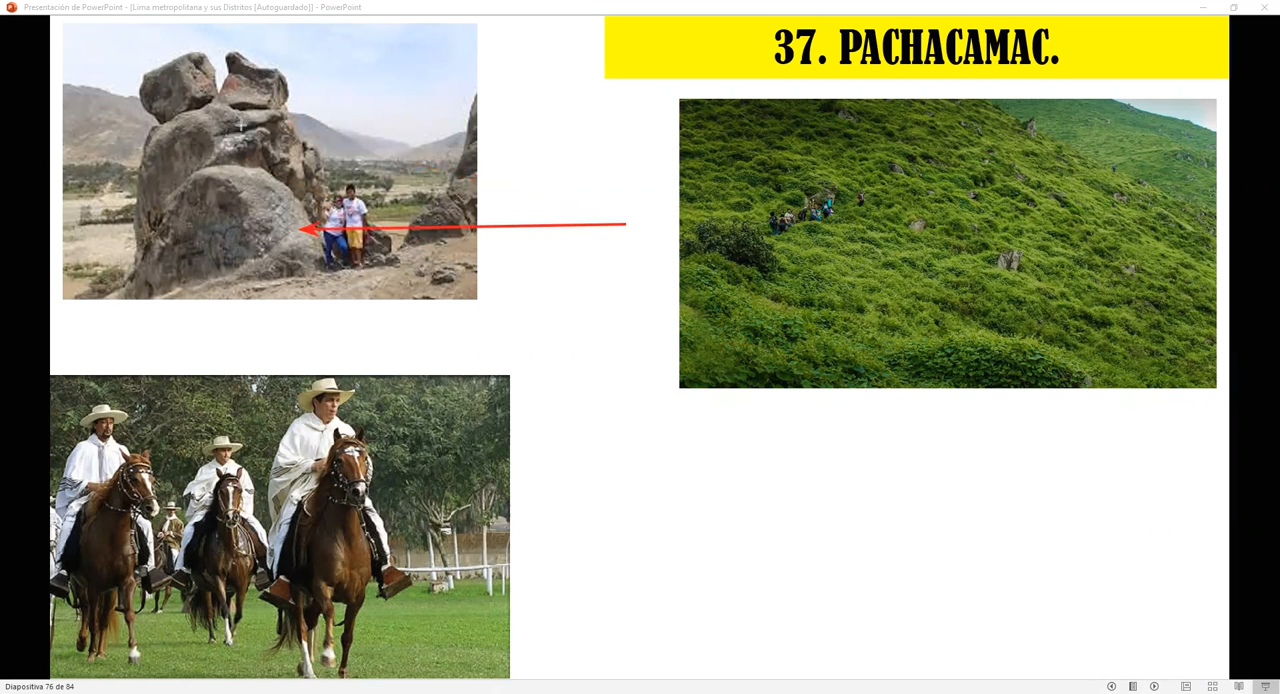 Presentación de PowerPoint - [Lima metropolitana y sus Distritos [Autoguardado]] - PowerPoint
37. PACHACAMAC.
Diapositiva 76 de 84